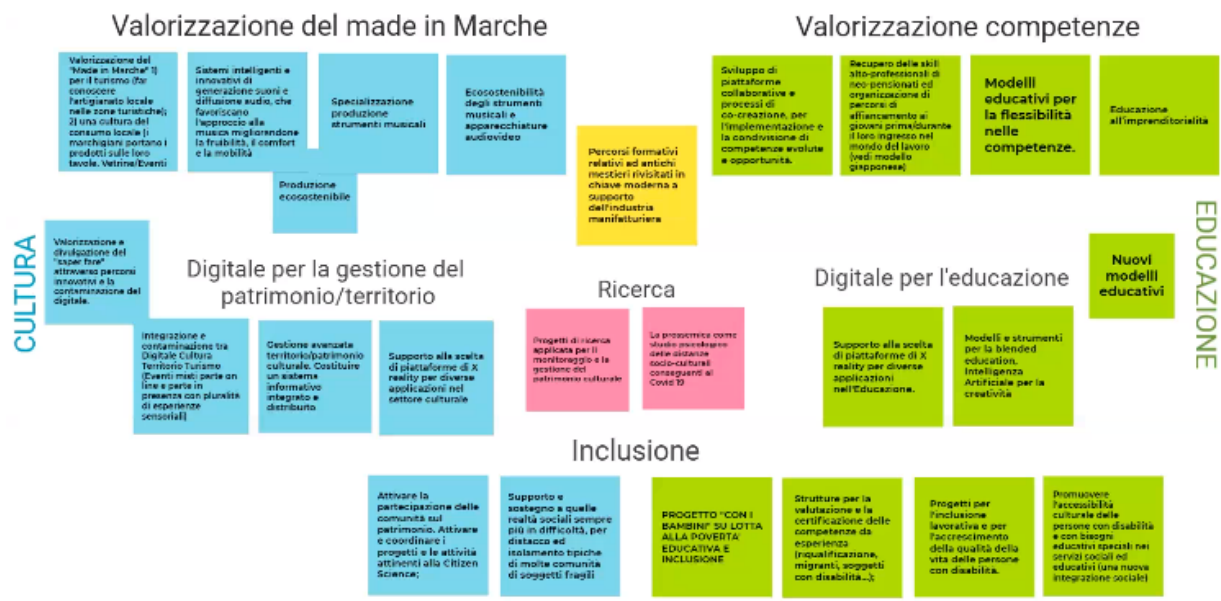 Valorizzazione del made in Marche
Valorizzazione del
"Made in Marche" 1)
per il turismo (far
conoscere
l'artigianato locale
nelle zone turistiche);
2) una cultura del
consumo locale (i
marchigiani portano i
prodotti sulle loro
tavole. Vetrine/Eventi
Sistemi intelligenti e
innovativi di
generazione suoni e
diffusione audio, che
favoriscano
l'approccio alla
musica migliorandone
la fruibilità, il comfort
e la mobilità
Specializzazione
produzione
strumenti musicali
Ecosostenibilità
degli strumenti
musicali e
apparecchiature
audiovideo
Produzione
ecosostenibile
Percorsi formativi
relativi ad antichi
mestieri rivisitati in
chiave moderna a
supporto
dell'industria
manifatturiera
Valorizzazione competenze
Sviluppo di
piattaforme
collaborative e
processi di
co-creazione, per
l'implementazione e
la condivisione di
competenze evolute
e opportunità.
Recupero delle skill
alto-professionali di
neo-pensionati ed
organizzazione di
percorsi di
affiancamento ai
giovani prima/durante
il loro ingresso nel
mondo del lavoro
(vedi modello
giapponese)
Modelli
educativi per
la flessibilità
nelle
competenze.
Educazione
all'imprenditorialità
CULTURA
Valorizzazione e
divulgazione del
"saper fare"
attraverso percorsi
innovativi e la
contaminazione del
digitale.
Digitale per la gestione del
patrimonio/territorio
Integrazione e
contaminazione tra
Digitale Cultura
Territorio Turismo
(Eventi misti parte on
line e parte in
presenza con pluralità
di esperienze
sensoriali)
Gestione avanzata
territorio/patrimonio
culturale. Costituire
un sistema
informativo
integrato e
distribuito
Supporto alla scelta
di piattaforme di X
reality per diverse
applicazioni nel
settore culturale
Ricerca
Progetti di ricerca
applicata per il
monitoraggio e la
gestione del
patrimonio culturale
La prossemica come
studio psicologico
delle distanze
socio-culturali
conseguenti al
Covid 19
Digitale per l'educazione
Supporto alla scelta
di piattaforme di X
reality per diverse
applicazioni
nell'Educazione.
Modelli e strumenti
per la blended
education.
Intelligenza
Artificiale per la
creatività
Nuovi
modelli
educativi
EDUCAZIONE
Inclusione
Attivare la
partecipazione delle
comunità sul
patrimonio. Attivare
e coordinare i
progetti e le attività
attinenti alla Citizen
Science;
Supporto e
sostegno a quelle
realtà sociali sempre
più in difficoltà, per
distacco ed
isolamento tipiche
di molte comunità
di soggetti fragili
PROGETTO "CON I
BAMBINI" SU LOTTA
ALLA POVERTA'
EDUCATIVA E
INCLUSIONE
Strutture per la
valutazione e la
certificazione delle
competenze da
esperienza
(riqualificazione,
migranti, soggetti
con disabilità...);
Progetti per
l'inclusione
lavorativa e per
l'accrescimento
della qualità della
vita delle persone
con disabilità.
Promuovere
l'accessibilità
culturale delle
persone con disabilità
e con bisogni
educativi speciali nei
servizi sociali ed
educativi (una nuova
integrazione sociale)